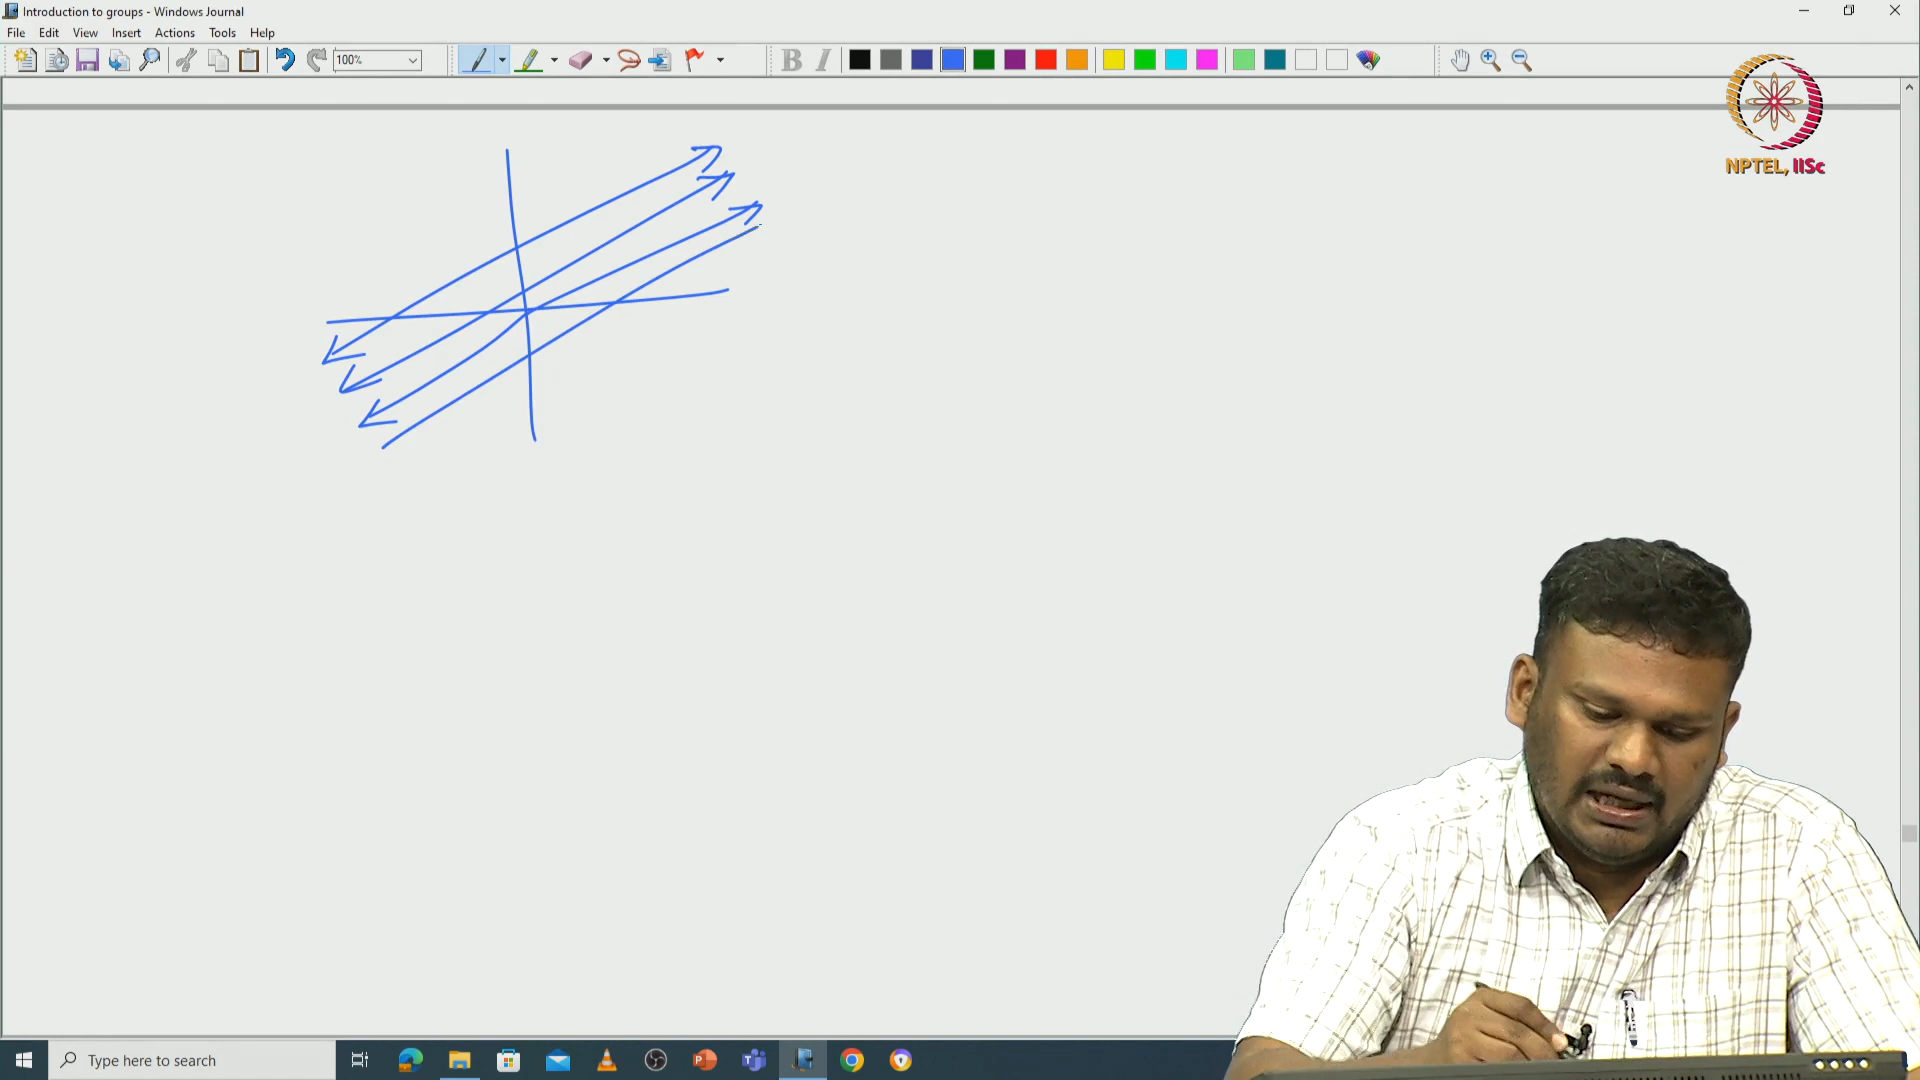 Introduction to groups - Windows Journal
File Edit View Insert Actions Tools Help
100%
B I
NPTEL, IISc
Type here to search